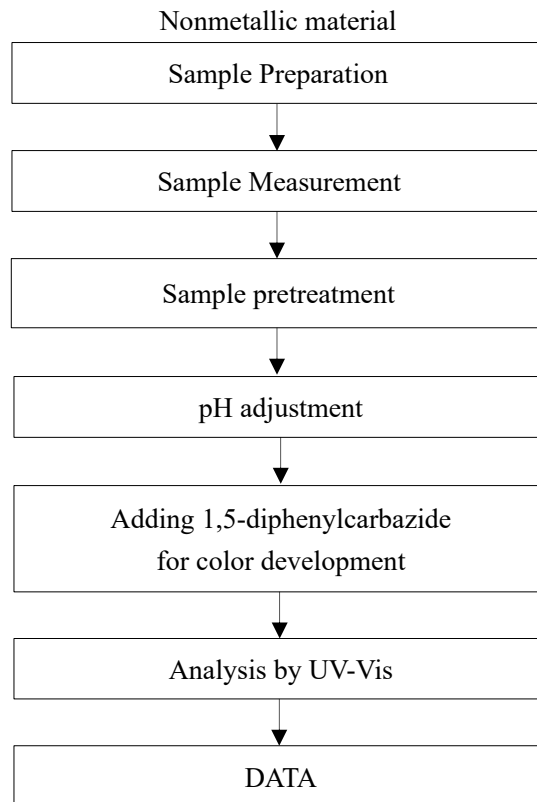 Nonmetallic material
Sample Preparation
Sample Measurement
Sample pretreatment
pH adjustment
Adding 1,5-diphenylcarbazide
for color development
Analysis by UV-Vis
DATA